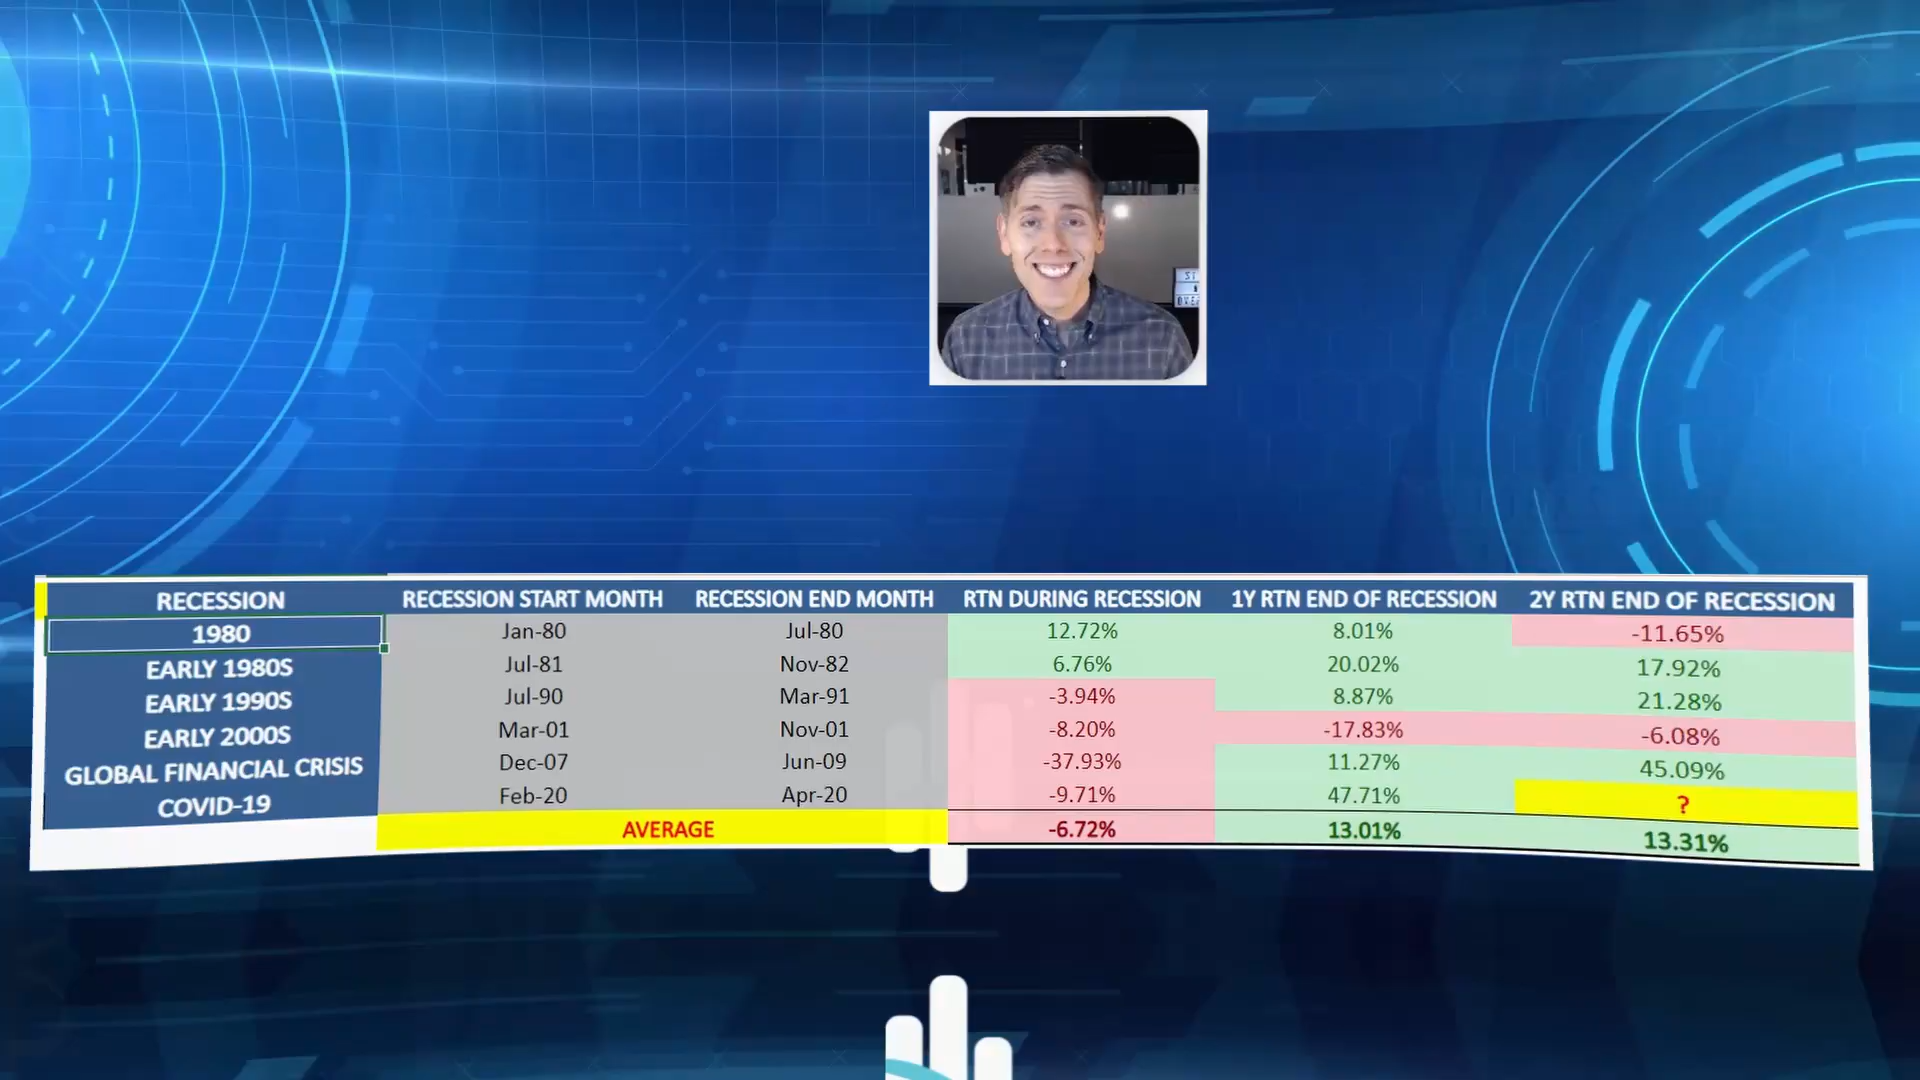 ST
OVE
RECESSION RECESSION START MONTH RECESSION END MONTH RTN DURING RECESSION 1Y RTN END OF RECESSION 2Y RTN END OF RECESSION
1980 Jan-80 Jul-80 12.72% 8.01% -11.65%
EARLY 1980S Jul-81 Nov-82 6.76% 20.02% 17.92%
EARLY 1990S Jul-90 Mar-91 -3.94% 8.87% 21.28%
EARLY 2000S Mar-01 Nov-01 -8.20% -17.83% -6.08%
GLOBAL FINANCIAL CRISIS Dec-07 Jun-09 -37.93% 11.27% 45.09%
COVID-19 Feb-20 Apr-20 -9.71% 47.71% ?
AVERAGE -6.72% 13.01% 13.31%